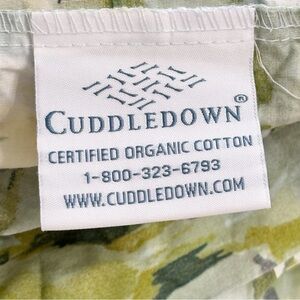 CUDDLEDOWN®
CERTIFIED ORGANIC COTTON
1-800-323-6793
WWW.CUDDLEDOWN.COM